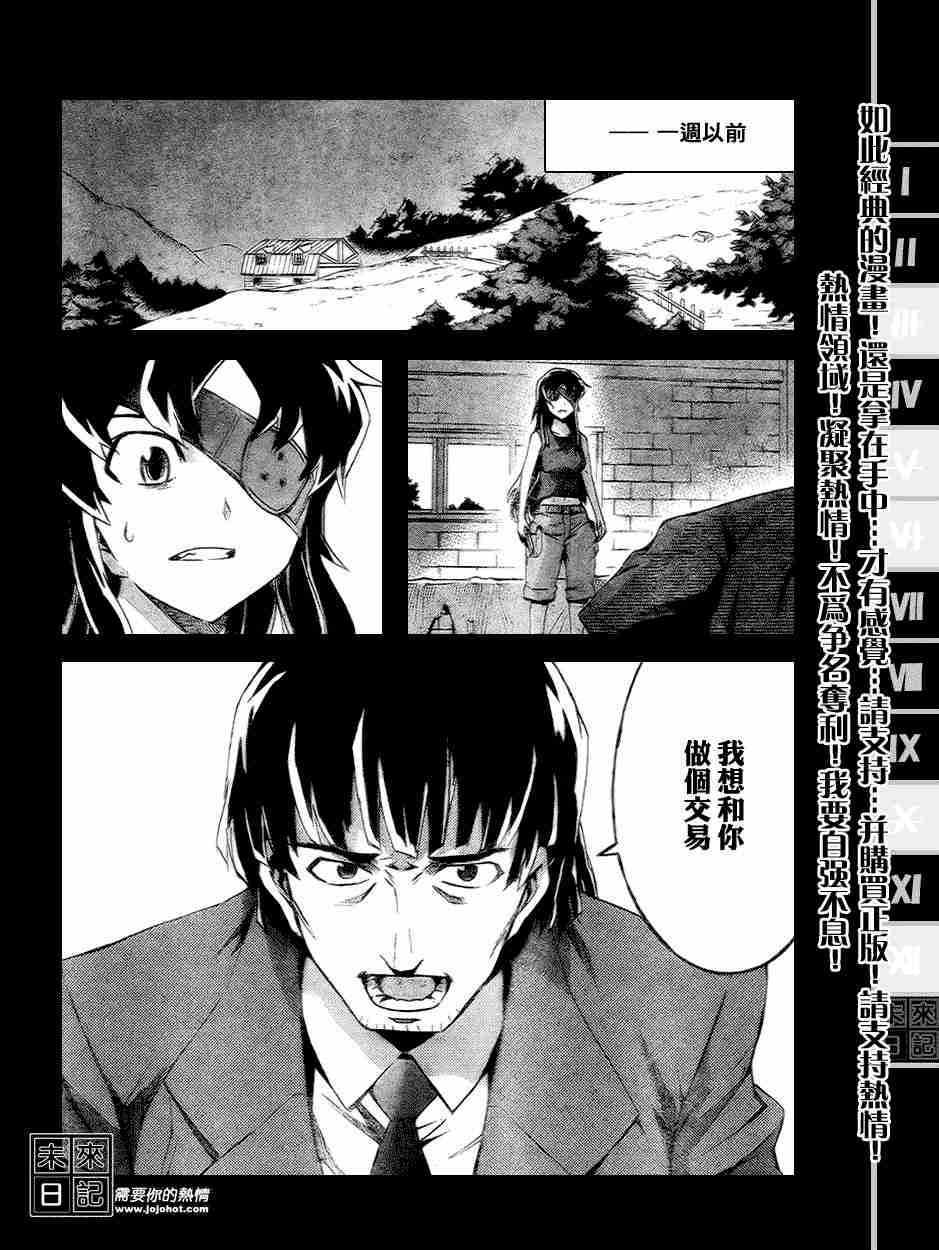 —— 一週以前
我想和你
做個交易
如此經典的漫畫！還是拿在手中…才有感覺…請支持…并購買正版！請支持熱情！
熱情領域！凝聚熱情！不爲争名奪利！我要自强不息！
I
II
III
IV
V
VI
VII
VIII
IX
X
XI
XII
未來
日記
未來
日記
需要你的熱情
www.jojohot.com